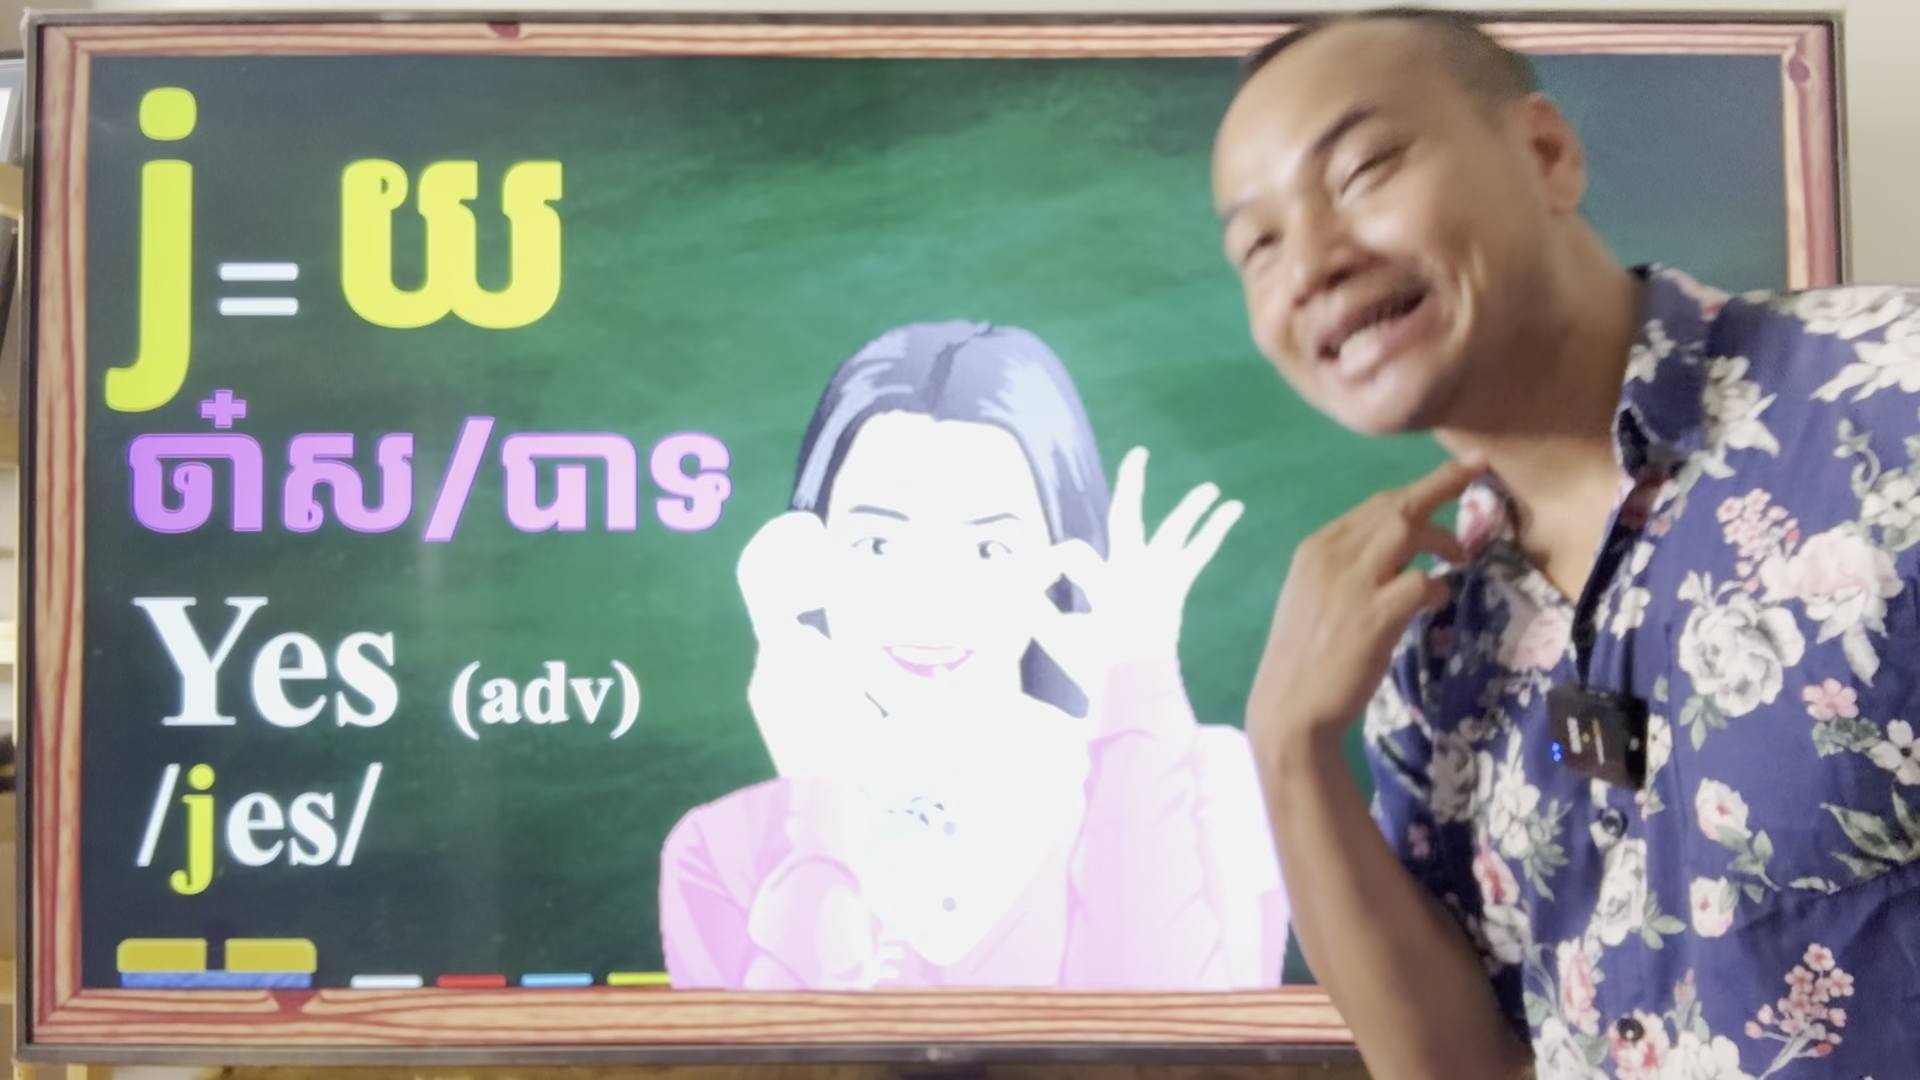 j = យ
ចាំស/បាទ
Yes (adv)
/jes/